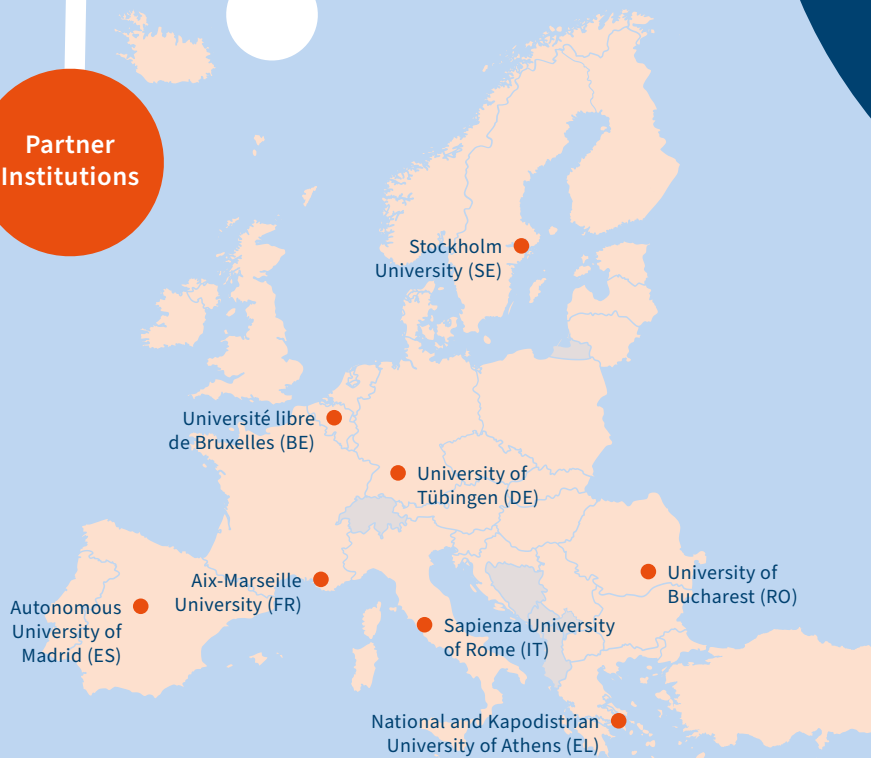 Partner
Institutions
Stockholm
University (SE)
Université libre
de Bruxelles (BE)
University of
Tübingen (DE)
Aix-Marseille
University (FR)
University of
Bucharest (RO)
Autonomous
University of
Madrid (ES)
Sapienza University
of Rome (IT)
National and Kapodistrian
University of Athens (EL)